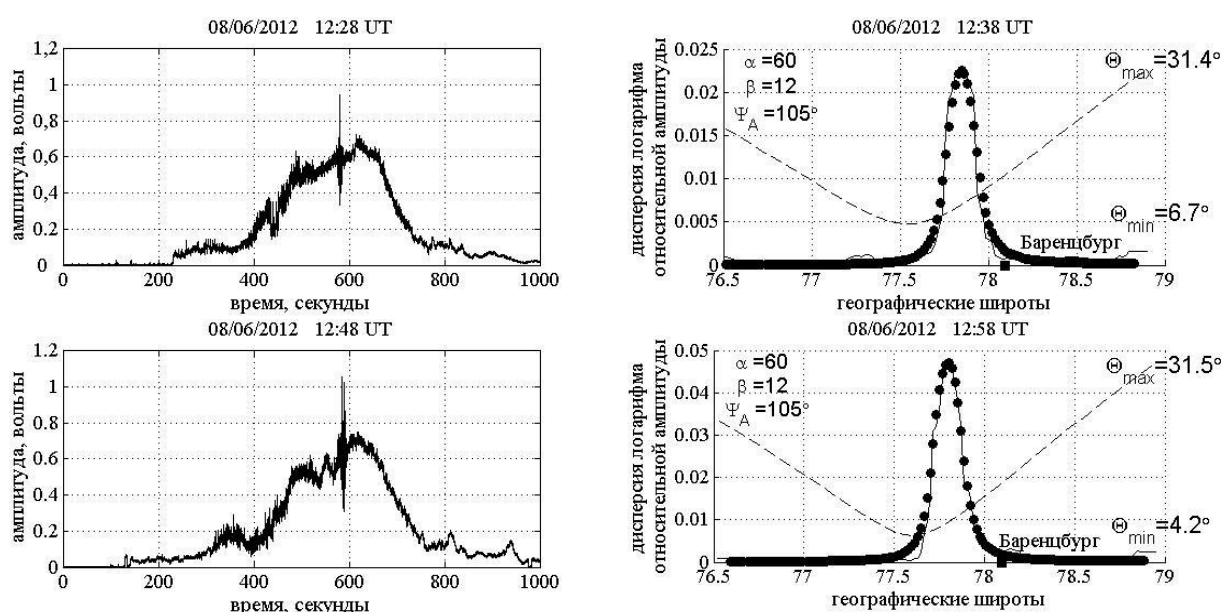 08/06/2012 12:28 UT
амплитуда, вольты
1,2
1
0,8
0,6
0,4
0,2
0
0 200 400 600 800 1000
время, секунды
08/06/2012 12:38 UT
дисперсия логарифма
относительной амплитуды
0.025
0.02
0.015
0.01
0.005
0
α =60
β =12
Ψ_A =105°
Θ_max =31.4°
Θ_min =6.7°
Баренцбург
76.5 77 77.5 78 78.5 79
географические широты
08/06/2012 12:48 UT
амплитуда, вольты
1,2
1
0,8
0,6
0,4
0,2
0
0 200 400 600 800 1000
время, секунды
08/06/2012 12:58 UT
дисперсия логарифма
относительной амплитуды
0.05
0.04
0.03
0.02
0.01
0
α =60
β =12
Ψ_A =105°
Θ_max =31.5°
Θ_min =4.2°
Баренцбург
76.5 77 77.5 78 78.5 79
географические широты